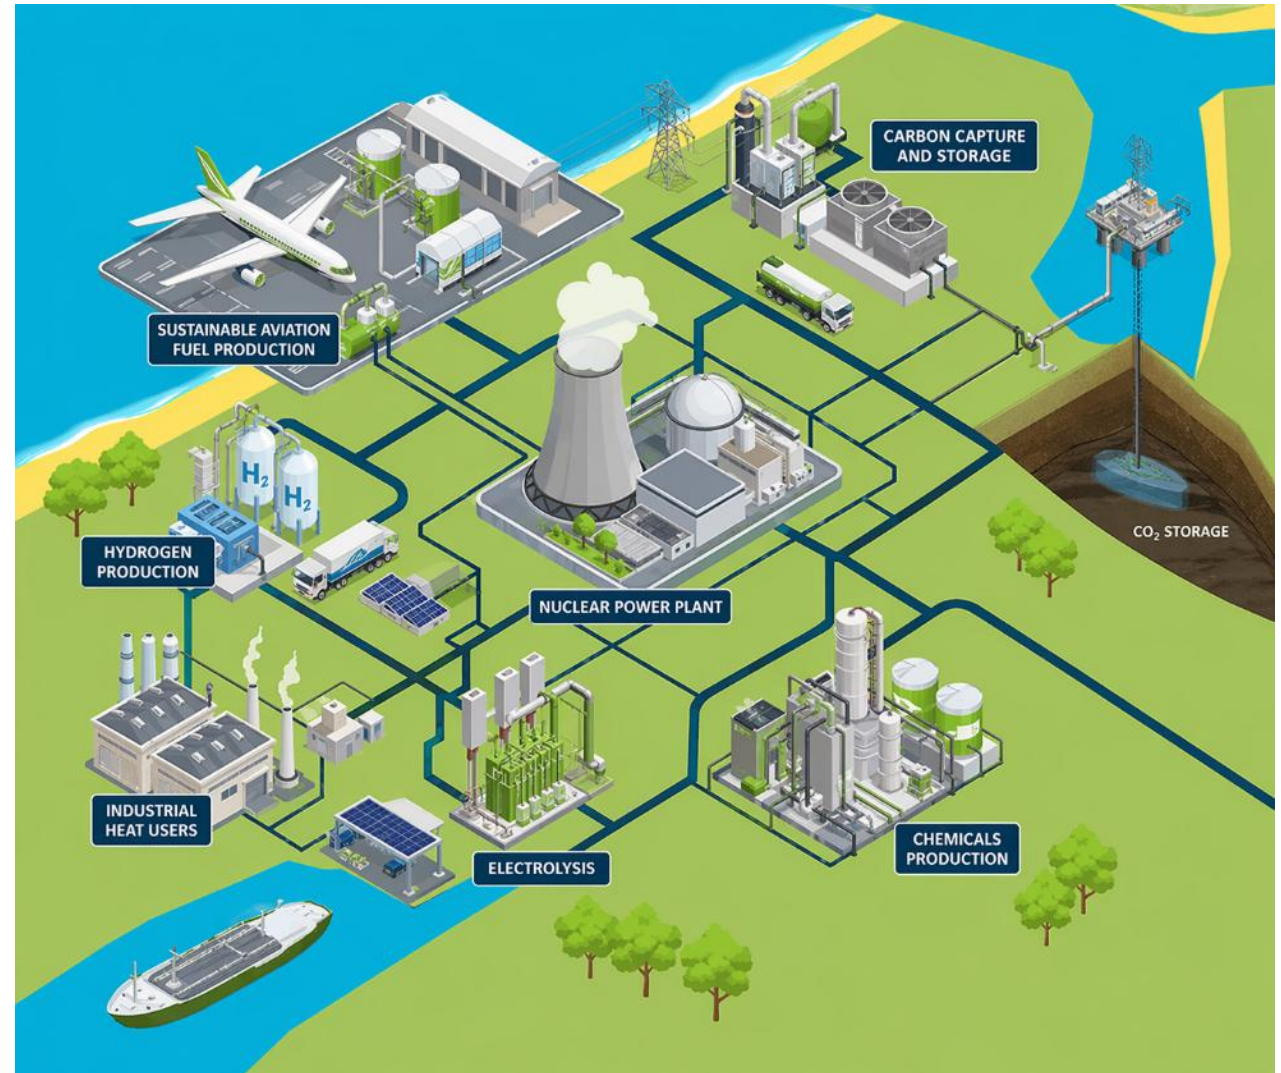 CARBON CAPTURE
AND STORAGE
SUSTAINABLE AVIATION
FUEL PRODUCTION
H₂
H₂
CO₂ STORAGE
HYDROGEN
PRODUCTION
NUCLEAR POWER PLANT
INDUSTRIAL
HEAT USERS
ELECTROLYSIS
CHEMICALS
PRODUCTION